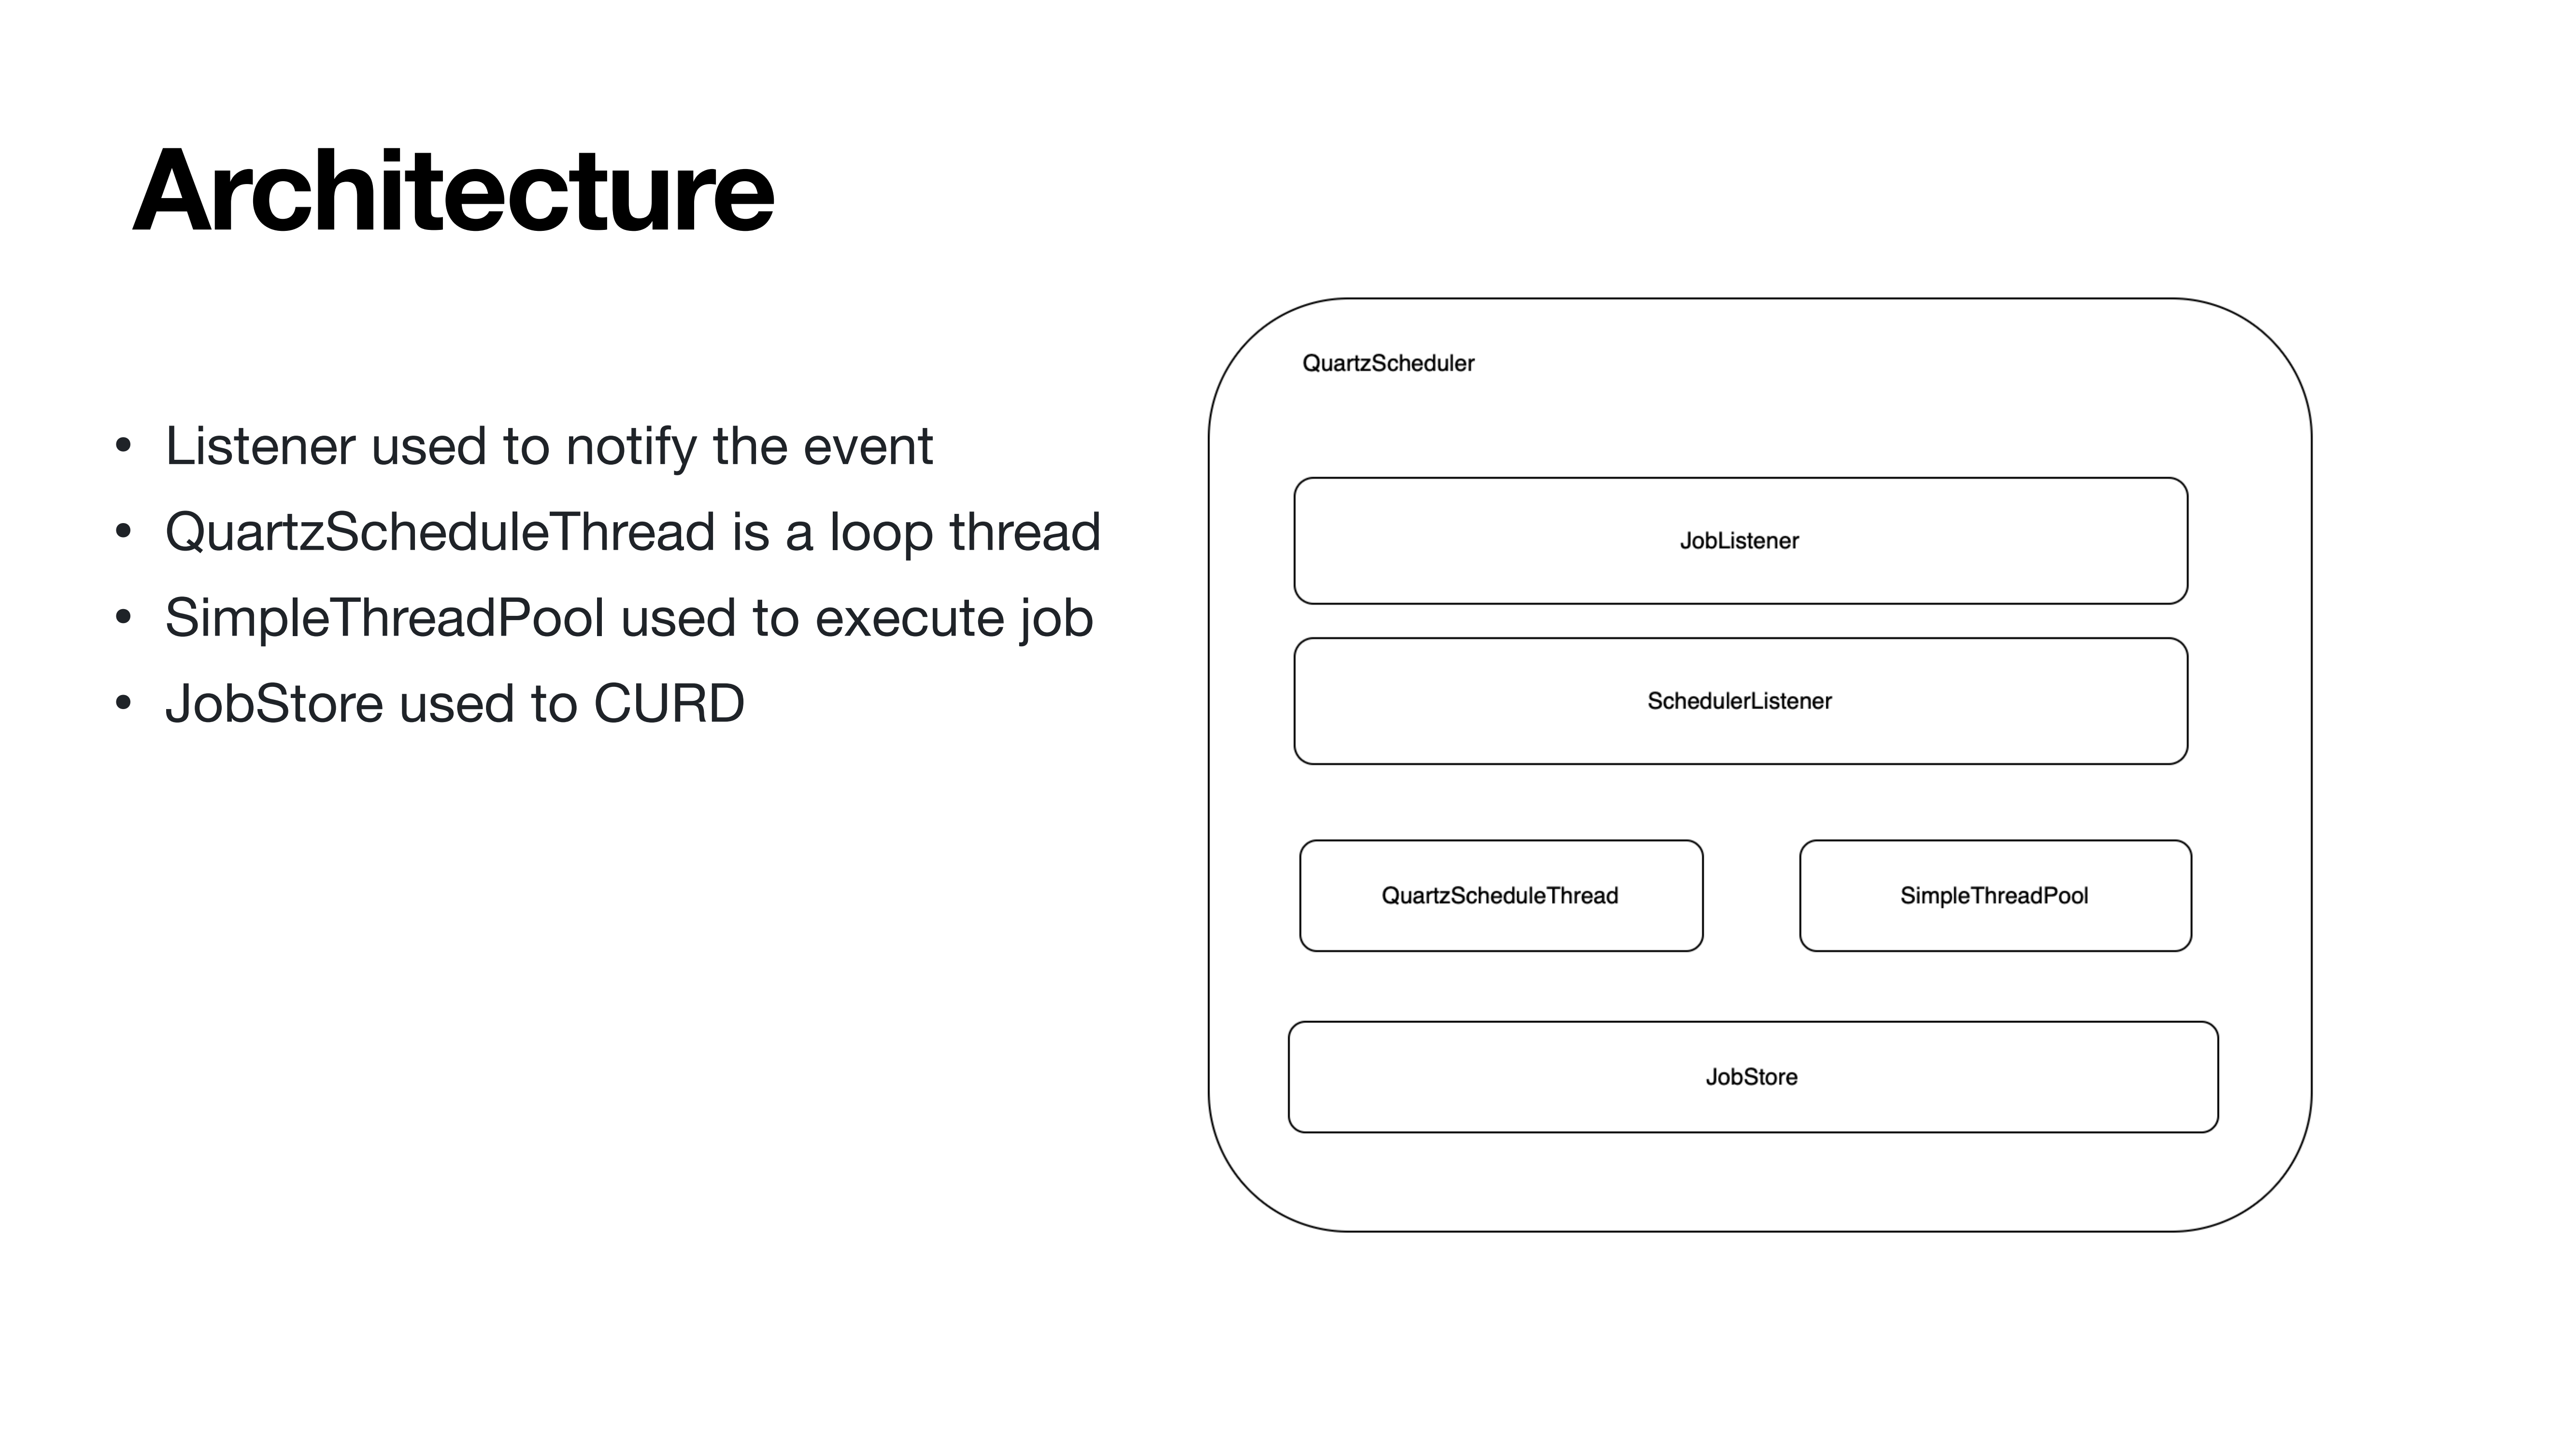 Architecture
• Listener used to notify the event
• QuartzScheduleThread is a loop thread
• SimpleThreadPool used to execute job
• JobStore used to CURD
QuartzScheduler
JobListener
SchedulerListener
QuartzScheduleThread
SimpleThreadPool
JobStore